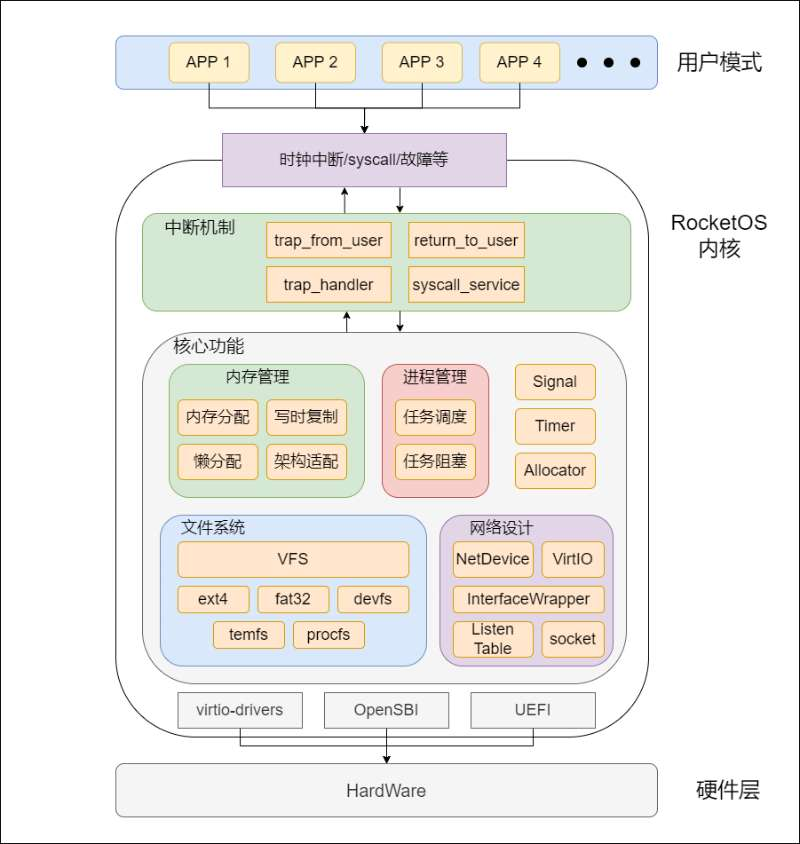 APP 1
APP 2
APP 3
APP 4
用户模式
时钟中断/syscall/故障等
RocketOS
内核
中断机制
trap_from_user
return_to_user
trap_handler
syscall_service
核心功能
内存管理
内存分配
写时复制
懒分配
架构适配
进程管理
任务调度
任务阻塞
Signal
Timer
Allocator
文件系统
VFS
ext4
fat32
devfs
temfs
procfs
网络设计
NetDevice
VirtIO
InterfaceWrapper
Listen
Table
socket
virtio-drivers
OpenSBI
UEFI
HardWare
硬件层